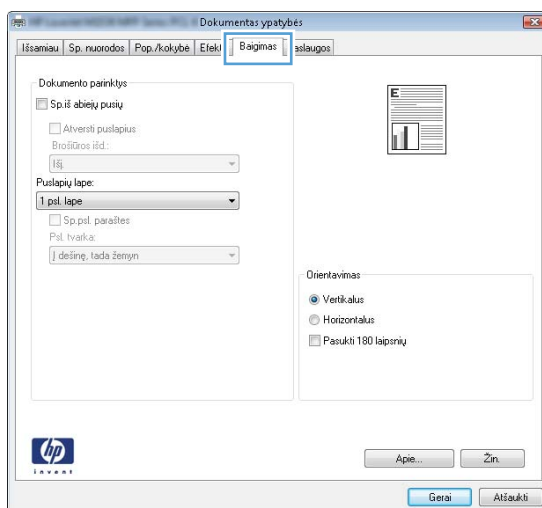 Dokumentas ypatybės
Išsamiau Sp. nuorodos Pop./kokybė Efekt Baigimas aslaugos
Dokumento parinktys
Sp.iš abiejų pusių
Atversti puslapius
Brošiūros išd.:
Išj.
Puslapių lape:
1 psl. lape
Sp.psl. paraštes
Psl. tvarka:
Į dešinę, tada žemyn
E
Orientavimas
Vertikalus
Horizontalus
Pasukti 180 laipsnių
hp
invent
Apie... Žin.
Gerai Atšaukti